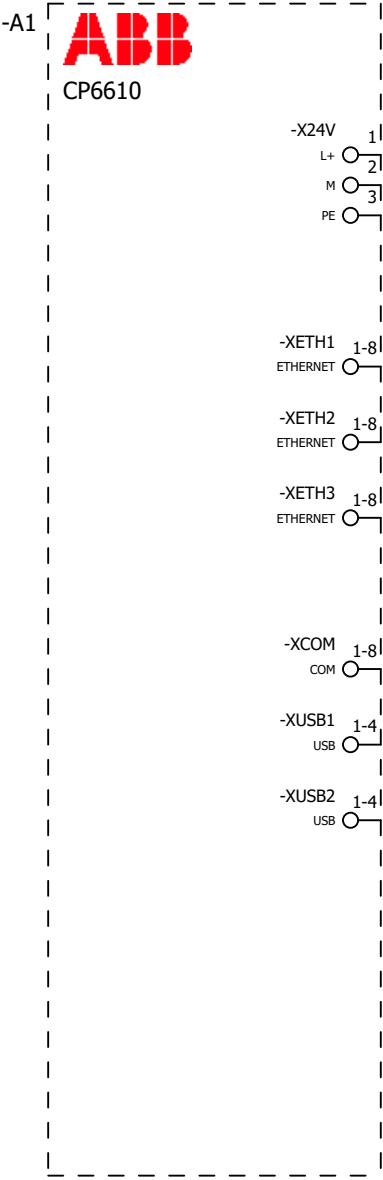 -A1
ABB
CP6610
-X24V 1
L+
2
M
3
PE
-XETH1 1-8
ETHERNET
-XETH2 1-8
ETHERNET
-XETH3 1-8
ETHERNET
-XCOM 1-8
COM
-XUSB1 1-4
USB
-XUSB2 1-4
USB